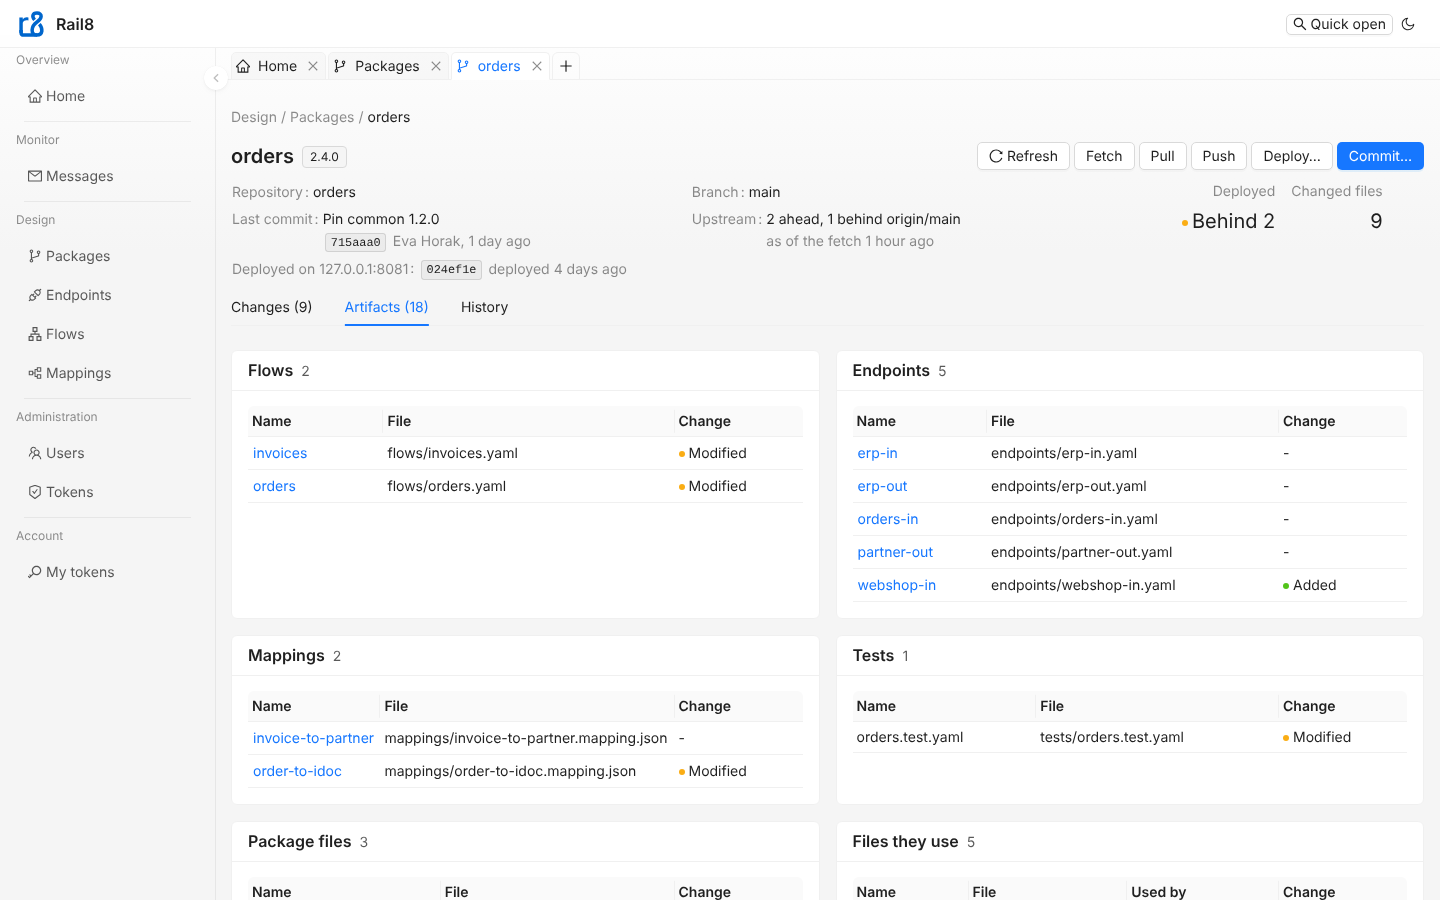 Rail8
Quick open
Overview
Home
Monitor
Messages
Design
Packages
Endpoints
Flows
Mappings
Administration
Users
Tokens
Account
My tokens
Home
Packages
orders
Design / Packages / orders
orders 2.4.0
Refresh
Fetch
Pull
Push
Deploy...
Commit...
Repository: orders
Branch: main
Last commit: Pin common 1.2.0
715aaa0 Eva Horak, 1 day ago
Upstream: 2 ahead, 1 behind origin/main
as of the fetch 1 hour ago
Deployed on 127.0.0.1:8081: 024ef1e deployed 4 days ago
Deployed
Behind 2
Changed files
9
Changes (9)
Artifacts (18)
History
Flows 2
Name File Change
invoices flows/invoices.yaml Modified
orders flows/orders.yaml Modified
Endpoints 5
Name File Change
erp-in endpoints/erp-in.yaml -
erp-out endpoints/erp-out.yaml -
orders-in endpoints/orders-in.yaml -
partner-out endpoints/partner-out.yaml -
webshop-in endpoints/webshop-in.yaml Added
Mappings 2
Name File Change
invoice-to-partner mappings/invoice-to-partner.mapping.json -
order-to-idoc mappings/order-to-idoc.mapping.json Modified
Tests 1
Name File Change
orders.test.yaml tests/orders.test.yaml Modified
Package files 3
Name File Change
Files they use 5
Name File Used by Change